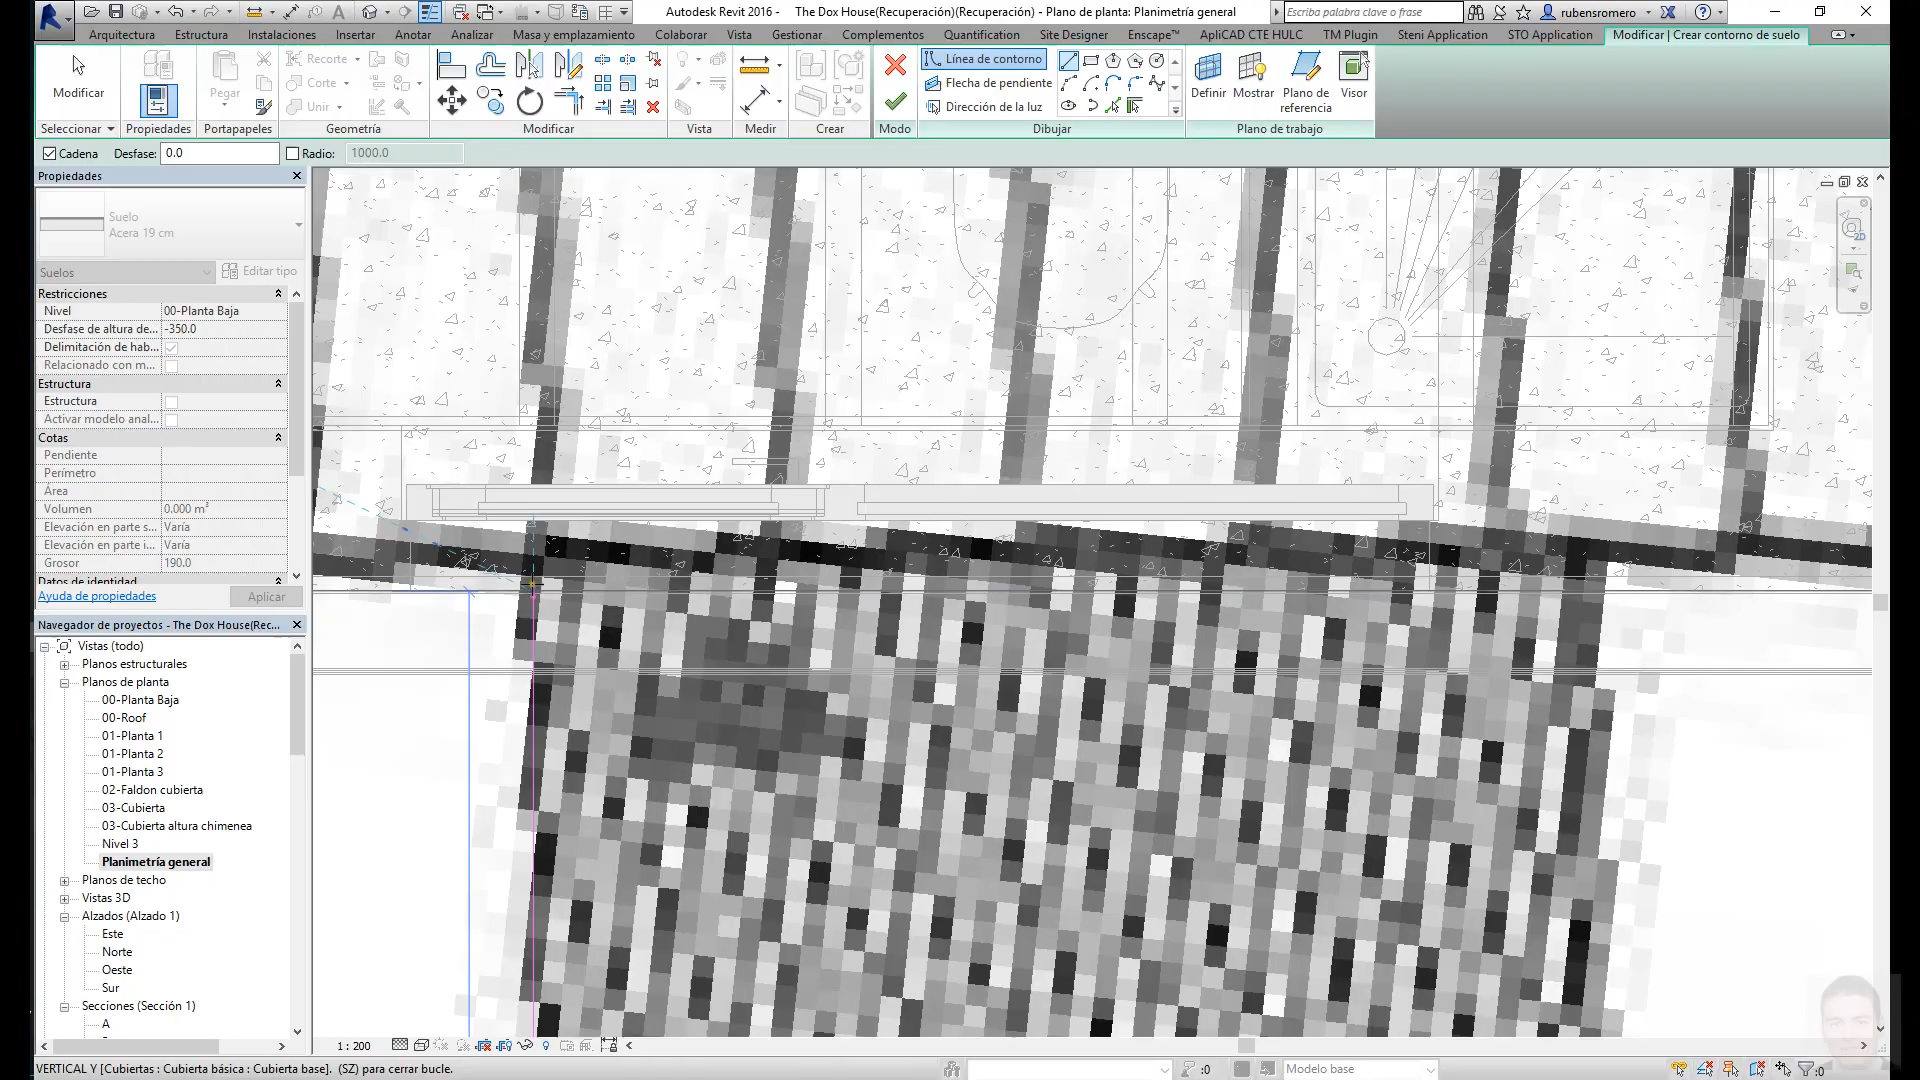 Autodesk Revit 2016 - The Dox House(Recuperación)(Recuperación) - Plano de planta: Planimetría general
Escriba palabra clave o frase
rubensromero
Arquitectura Estructura Instalaciones Insertar Anotar Analizar Masa y emplazamiento Colaborar Vista Gestionar Complementos Quantification Site Designer Enscape™ ApliCAD CTE HULC TM Plugin Steni Application STO Application Modificar | Crear contorno de suelo
Modificar
Pegar
Recorte
Cortar
Unir
Línea de contorno
Flecha de pendiente
Dirección de la luz
Definir Mostrar Plano de referencia Visor
Seleccionar Propiedades Portapapeles Geometría Modificar Vista Medir Crear Modo Dibujar Plano de trabajo
Cadena Desfase: 0.0 Radio: 1000.0
Propiedades
Suelo
Acera 19 cm
Suelos Editar tipo
Restricciones
Nivel 00-Planta Baja
Desfase de altura de... -350.0
Delimitación de hab...
Relacionado con m...
Estructura
Estructura
Activar modelo anal...
Cotas
Pendiente
Perímetro
Área
Volumen 0.000 m³
Elevación en parte s... Varía
Elevación en parte i... Varía
Grosor 190.0
Datos de identidad
Ayuda de propiedades Aplicar
Navegador de proyectos - The Dox House(Rec...
Vistas (todo)
Planos estructurales
Planos de planta
00-Planta Baja
00-Roof
01-Planta 1
01-Planta 2
01-Planta 3
02-Faldon cubierta
03-Cubierta
03-Cubierta altura chimenea
Nivel 3
Planimetría general
Planos de techo
Vistas 3D
Alzados (Alzado 1)
Este
Norte
Oeste
Sur
Secciones (Sección 1)
A
2D
1 : 200
VERTICAL Y [Cubiertas : Cubierta básica : Cubierta base]. (SZ) para cerrar bucle.
:0
Modelo base
:0